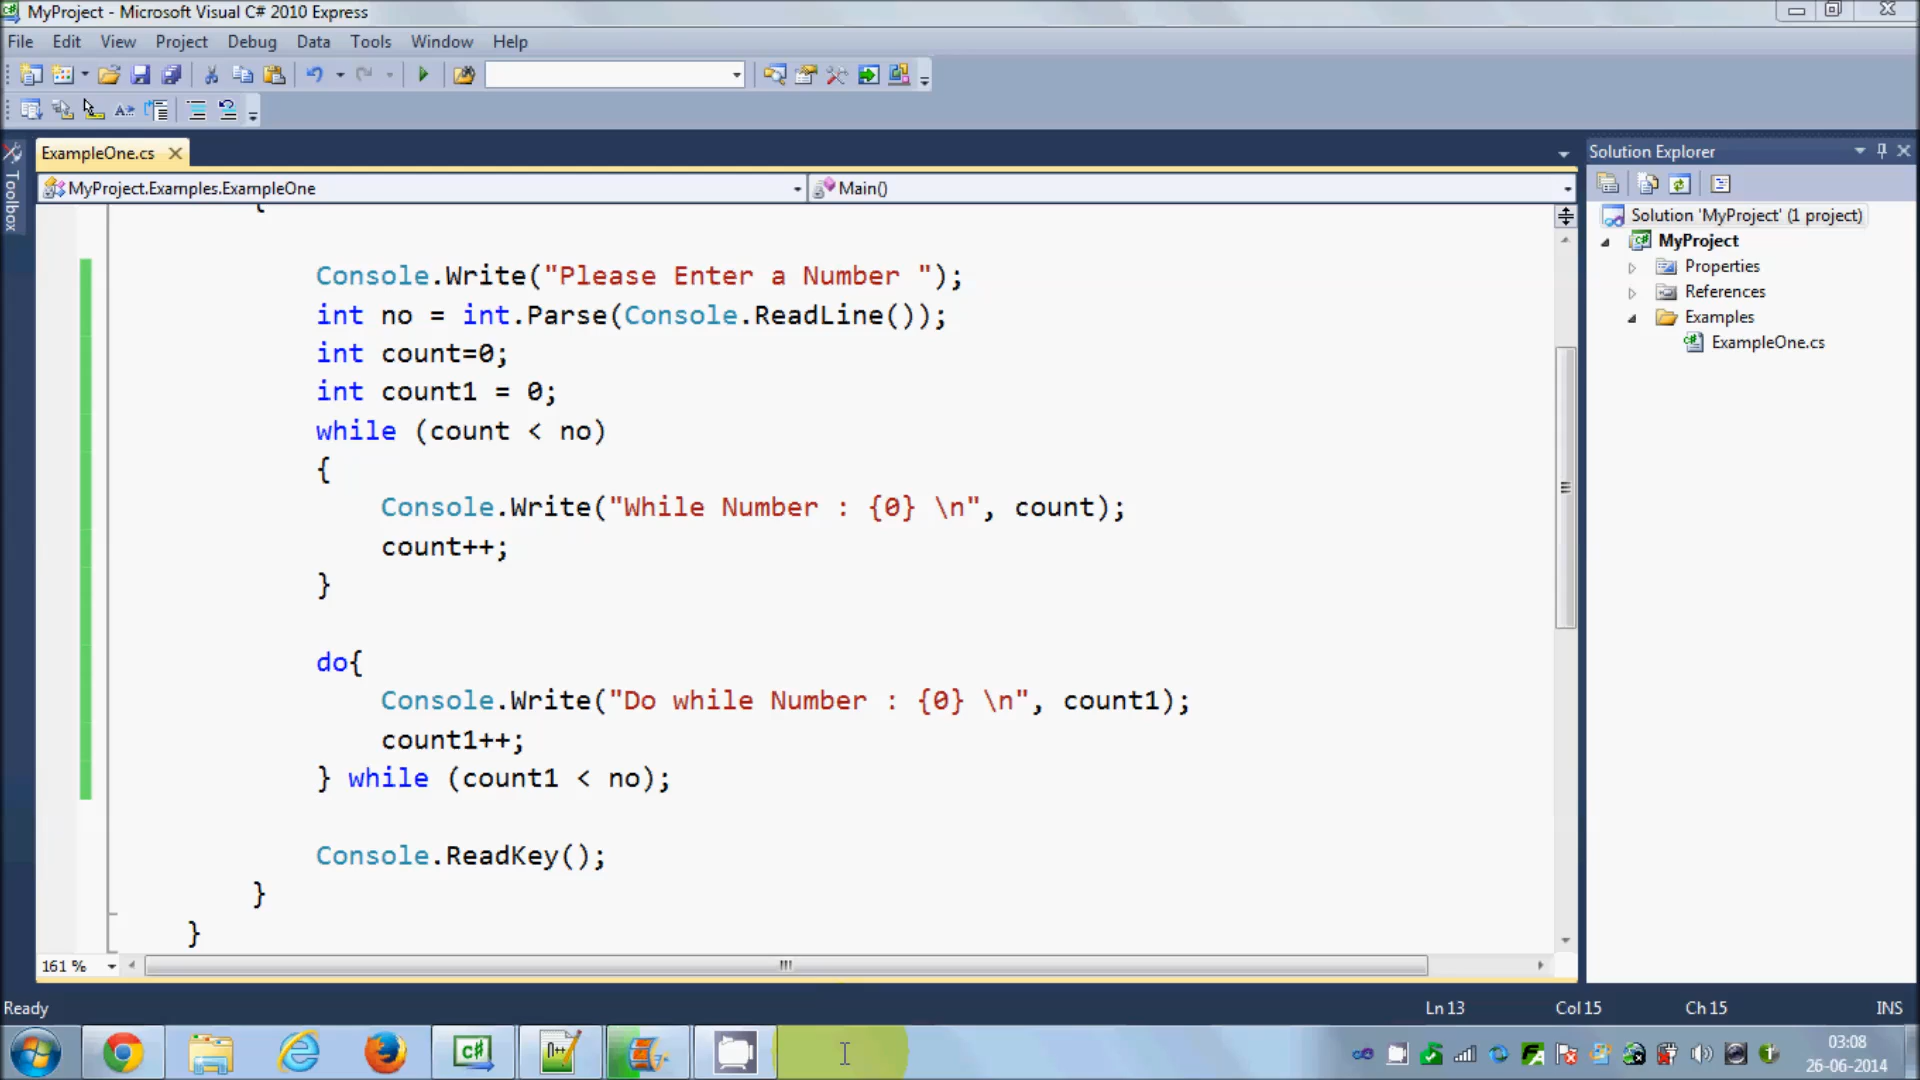 MyProject - Microsoft Visual C# 2010 Express
File Edit View Project Debug Data Tools Window Help
ExampleOne.cs
Solution Explorer
Toolbox
MyProject.Examples.ExampleOne
Main()
Solution 'MyProject' (1 project)
MyProject
Properties
References
Examples
ExampleOne.cs
{
Console.Write("Please Enter a Number ");
int no = int.Parse(Console.ReadLine());
int count=0;
int count1 = 0;
while (count < no)
{
Console.Write("While Number : {0} \n", count);
count++;
}
do{
Console.Write("Do while Number : {0} \n", count1);
count1++;
} while (count1 < no);
Console.ReadKey();
}
}
161 %
Ready
Ln 13 Col 15 Ch 15 INS
03:08
26-06-2014